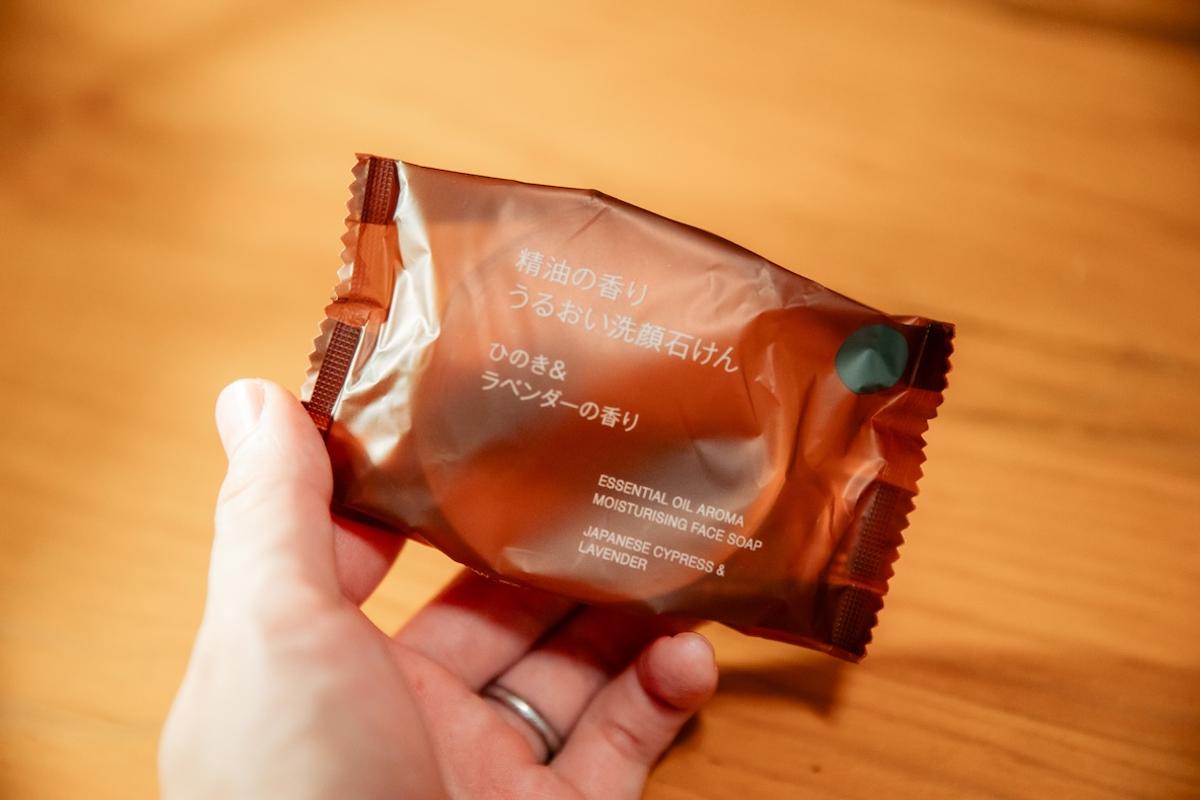 精油の香り
うるおい洗顔石けん
ひのき&
ラベンダーの香り
ESSENTIAL OIL AROMA
MOISTURISING FACE SOAP
JAPANESE CYPRESS &
LAVENDER